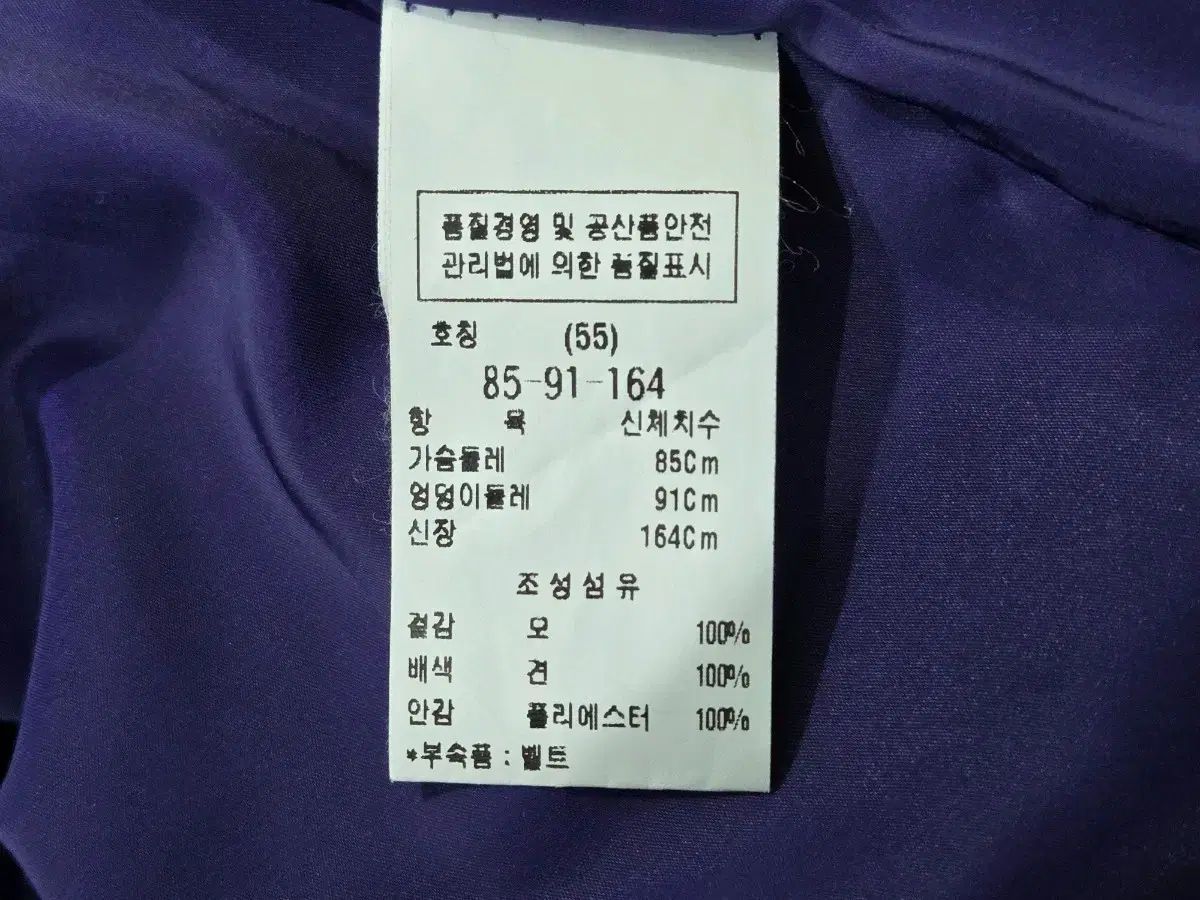 품질경영 및 공산품안전
관리법에 의한 품질표시
호칭 (55)
85-91-164
항 목 신체치수
가슴둘레 85Cm
엉덩이둘레 91Cm
신장 164Cm
조성섬유
겉감 모 100%
배색 견 100%
안감 폴리에스터 100%
*부속품 : 벨트